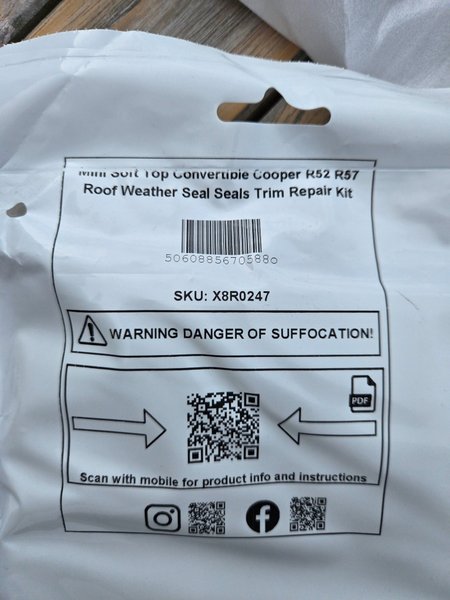 Mini Soft Top Convertible Cooper R52 R57
Roof Weather Seal Seals Trim Repair Kit
5060885670588
SKU: X8R0247
WARNING DANGER OF SUFFOCATION!
PDF
Scan with mobile for product info and instructions